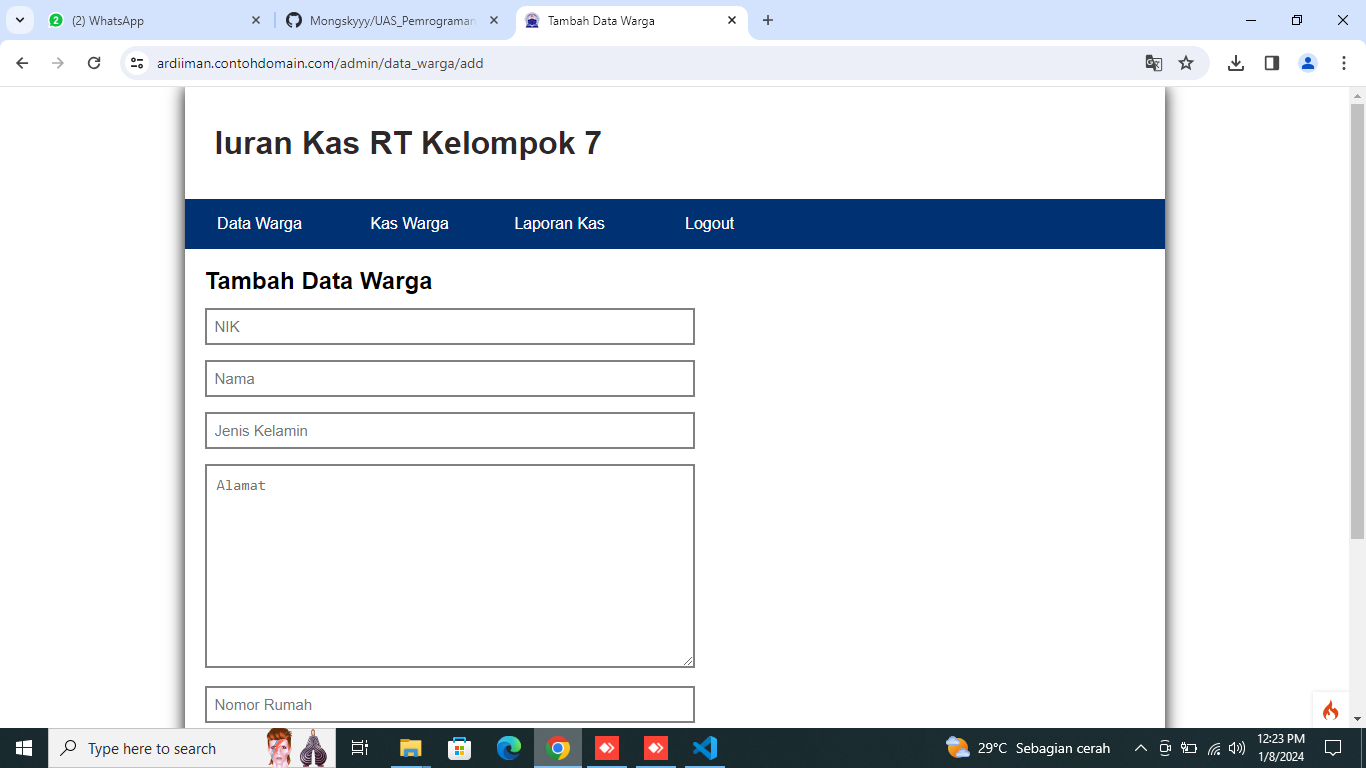 2
(2) WhatsApp
Mongskyyy/UAS_Pemrograman
Tambah Data Warga
ardiiman.contohdomain.com/admin/data_warga/add
Iuran Kas RT Kelompok 7
Data Warga
Kas Warga
Laporan Kas
Logout
Tambah Data Warga
NIK
Nama
Jenis Kelamin
Alamat
Nomor Rumah
Type here to search
29°C Sebagian cerah
12:23 PM
1/8/2024